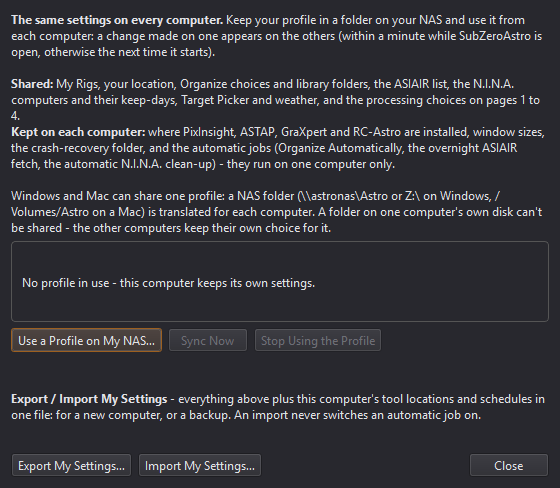 The same settings on every computer. Keep your profile in a folder on your NAS and use it from
each computer: a change made on one appears on the others (within a minute while SubZeroAstro is
open, otherwise the next time it starts).
Shared: My Rigs, your location, Organize choices and library folders, the ASIAIR list, the N.I.N.A.
computers and their keep-days, Target Picker and weather, and the processing choices on pages 1 to
4.
Kept on each computer: where PixInsight, ASTAP, GraXpert and RC-Astro are installed, window sizes,
the crash-recovery folder, and the automatic jobs (Organize Automatically, the overnight ASIAIR
fetch, the automatic N.I.N.A. clean-up) - they run on one computer only.
Windows and Mac can share one profile: a NAS folder (\\astronas\Astro or Z:\ on Windows, /
Volumes/Astro on a Mac) is translated for each computer. A folder on one computer's own disk can't
be shared - the other computers keep their own choice for it.
No profile in use - this computer keeps its own settings.
Use a Profile on My NAS... Sync Now Stop Using the Profile
Export / Import My Settings - everything above plus this computer's tool locations and schedules in
one file: for a new computer, or a backup. An import never switches an automatic job on.
Export My Settings... Import My Settings... Close